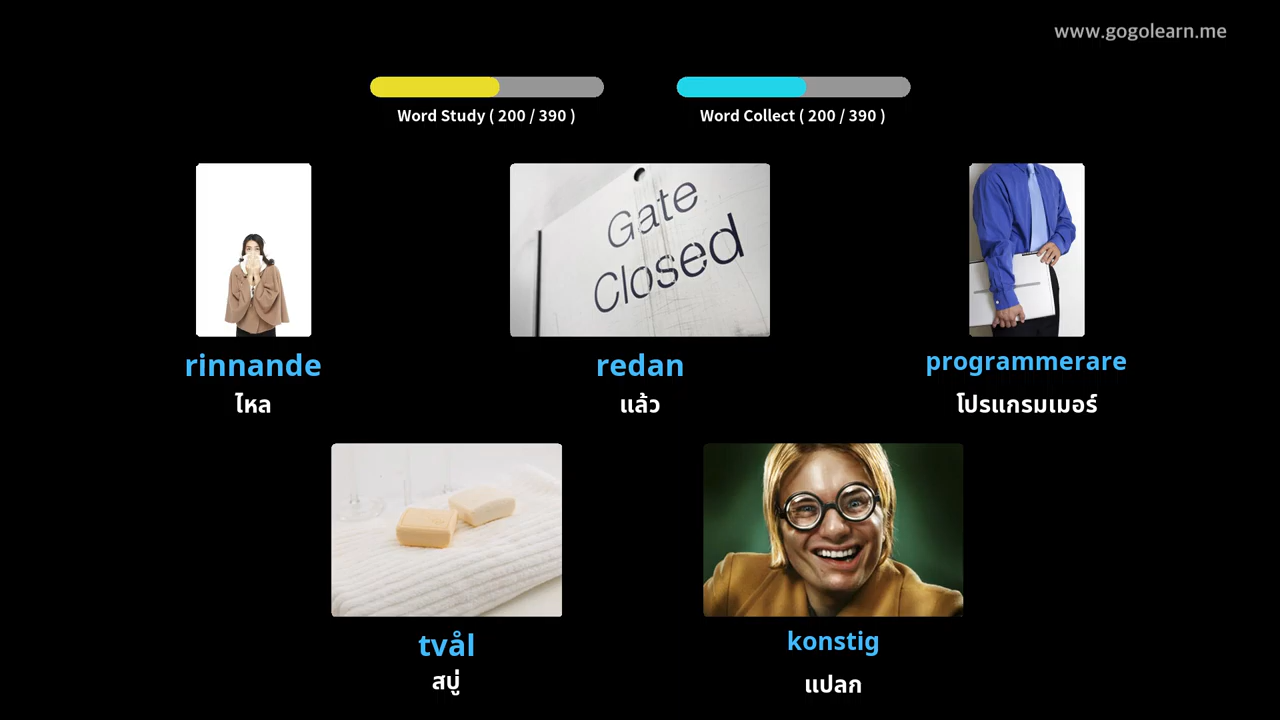 www.gogolearn.me
Word Study ( 200 / 390 )
Word Collect ( 200 / 390 )
Gate
Closed
rinnande
redan
programmerare
ไหล
แล้ว
โปรแกรมเมอร์
tvål
konstig
สบู่
แปลก